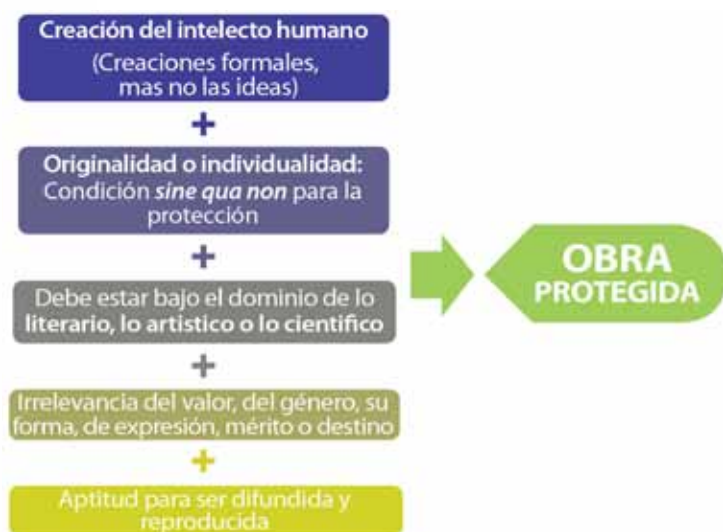 Creación del intelecto humano
(Creaciones formales,
mas no las ideas)
+
Originalidad o individualidad:
Condición sine qua non para la
protección
+
Debe estar bajo el dominio de lo
literario, lo artístico o lo cientifico
+
Irrelevancia del valor, del género, su
forma, de expresión, mérito o destino
+
Aptitud para ser difundida y
reproducida
OBRA
PROTEGIDA